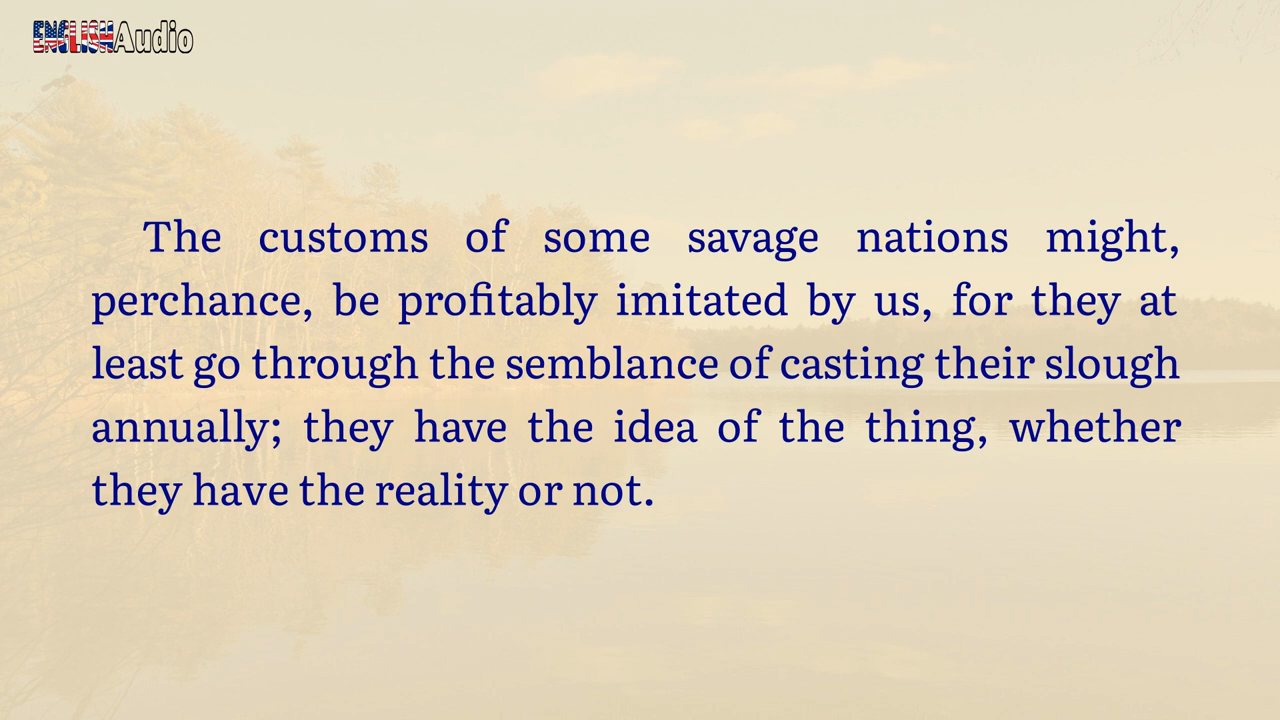 ENGLISHAudio
The customs of some savage nations might,
perchance, be profitably imitated by us, for they at
least go through the semblance of casting their slough
annually; they have the idea of the thing, whether
they have the reality or not.